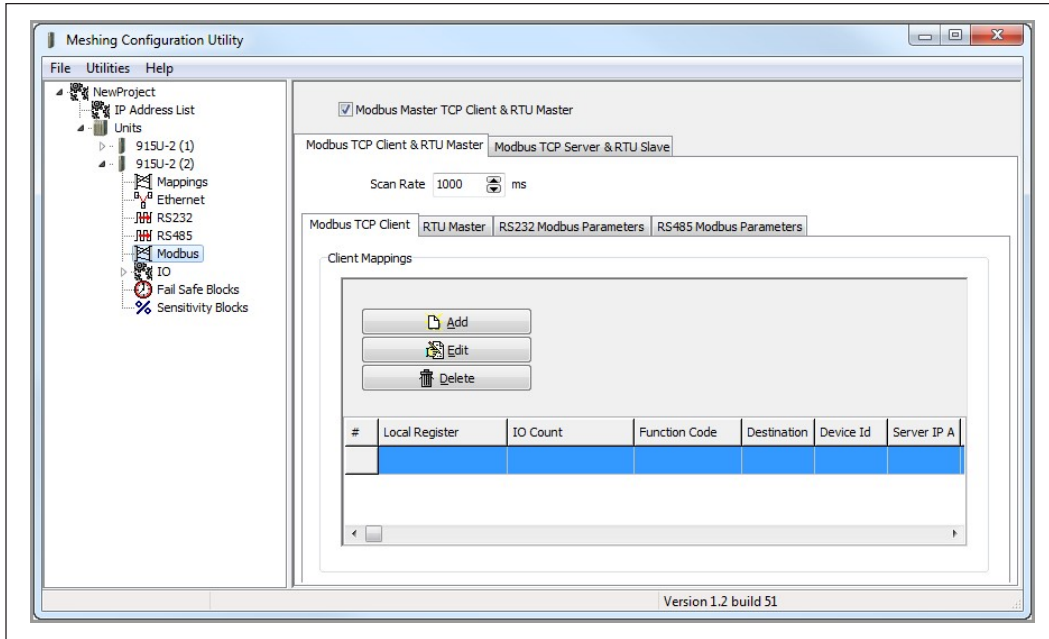 Meshing Configuration Utility
File Utilities Help
NewProject
IP Address List
Units
915U-2 (1)
915U-2 (2)
Mappings
Ethernet
RS232
RS485
Modbus
IO
Fail Safe Blocks
Sensitivity Blocks
Modbus Master TCP Client & RTU Master
Modbus TCP Client & RTU Master Modbus TCP Server & RTU Slave
Scan Rate 1000 ms
Modbus TCP Client RTU Master RS232 Modbus Parameters RS485 Modbus Parameters
Client Mappings
Add
Edit
Delete
# Local Register IO Count Function Code Destination Device Id Server IP A
Version 1.2 build 51